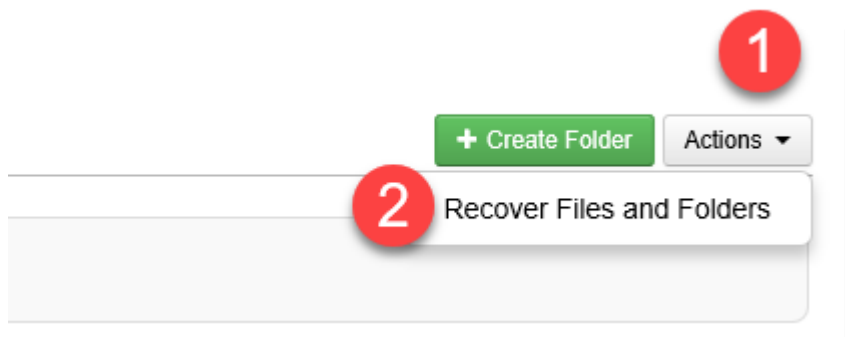 1
+ Create Folder
Actions
2
Recover Files and Folders